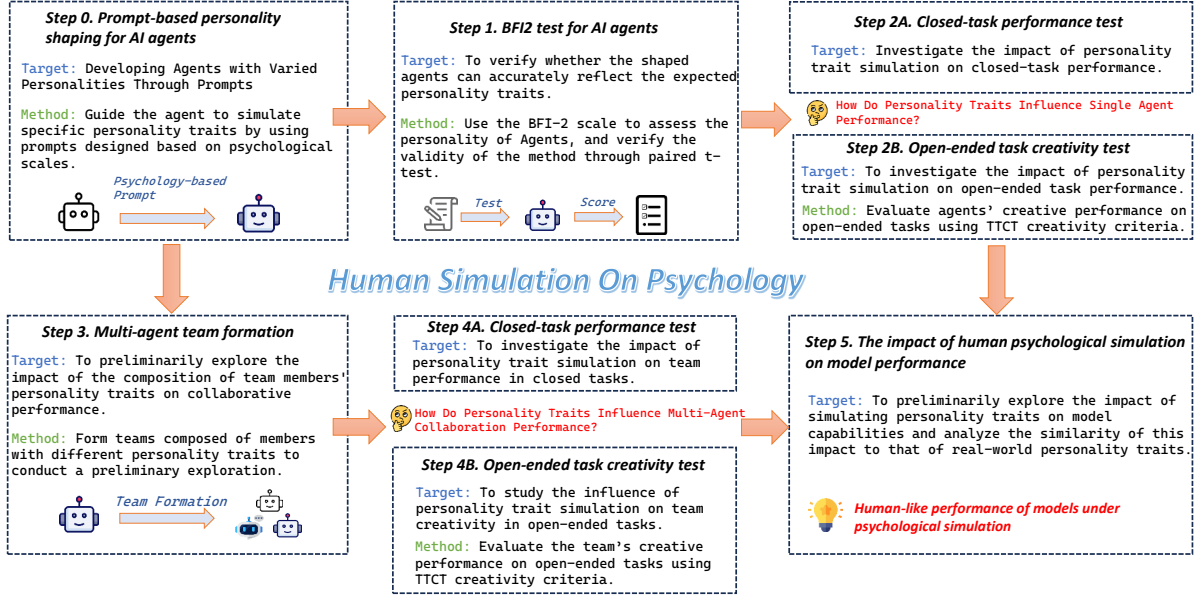 Step 0. Prompt-based personality
shaping for AI agents
Target: Developing Agents with Varied
Personalities Through Prompts
Method: Guide the agent to simulate
specific personality traits by using
prompts designed based on psychological
scales.
Psychology-based
Prompt
Step 1. BFI2 test for AI agents
Target: To verify whether the shaped
agents can accurately reflect the expected
personality traits.
Method: Use the BFI-2 scale to assess the
personality of Agents, and verify the
validity of the method through paired t-
test.
Test
Score
Step 2A. Closed-task performance test
Target: Investigate the impact of personality
trait simulation on closed-task performance.
How Do Personality Traits Influence Single Agent
Performance?
Step 2B. Open-ended task creativity test
Target: To investigate the impact of personality
trait simulation on open-ended task performance.
Method: Evaluate agents' creative performance on
open-ended tasks using TTCT creativity criteria.
Human Simulation On Psychology
Step 3. Multi-agent team formation
Target: To preliminarily explore the
impact of the composition of team members'
personality traits on collaborative
performance.
Method: Form teams composed of members
with different personality traits to
conduct a preliminary exploration.
Team Formation
Step 4A. Closed-task performance test
Target: To investigate the impact of
personality trait simulation on team
performance in closed tasks.
How Do Personality Traits Influence Multi-Agent
Collaboration Performance?
Step 4B. Open-ended task creativity test
Target: To study the influence of
personality trait simulation on team
creativity in open-ended tasks.
Method: Evaluate the team's creative
performance on open-ended tasks using
TTCT creativity criteria.
Step 5. The impact of human psychological simulation
on model performance
Target: To preliminarily explore the impact of
simulating personality traits on model
capabilities and analyze the similarity of this
impact to that of real-world personality traits.
Human-like performance of models under
psychological simulation